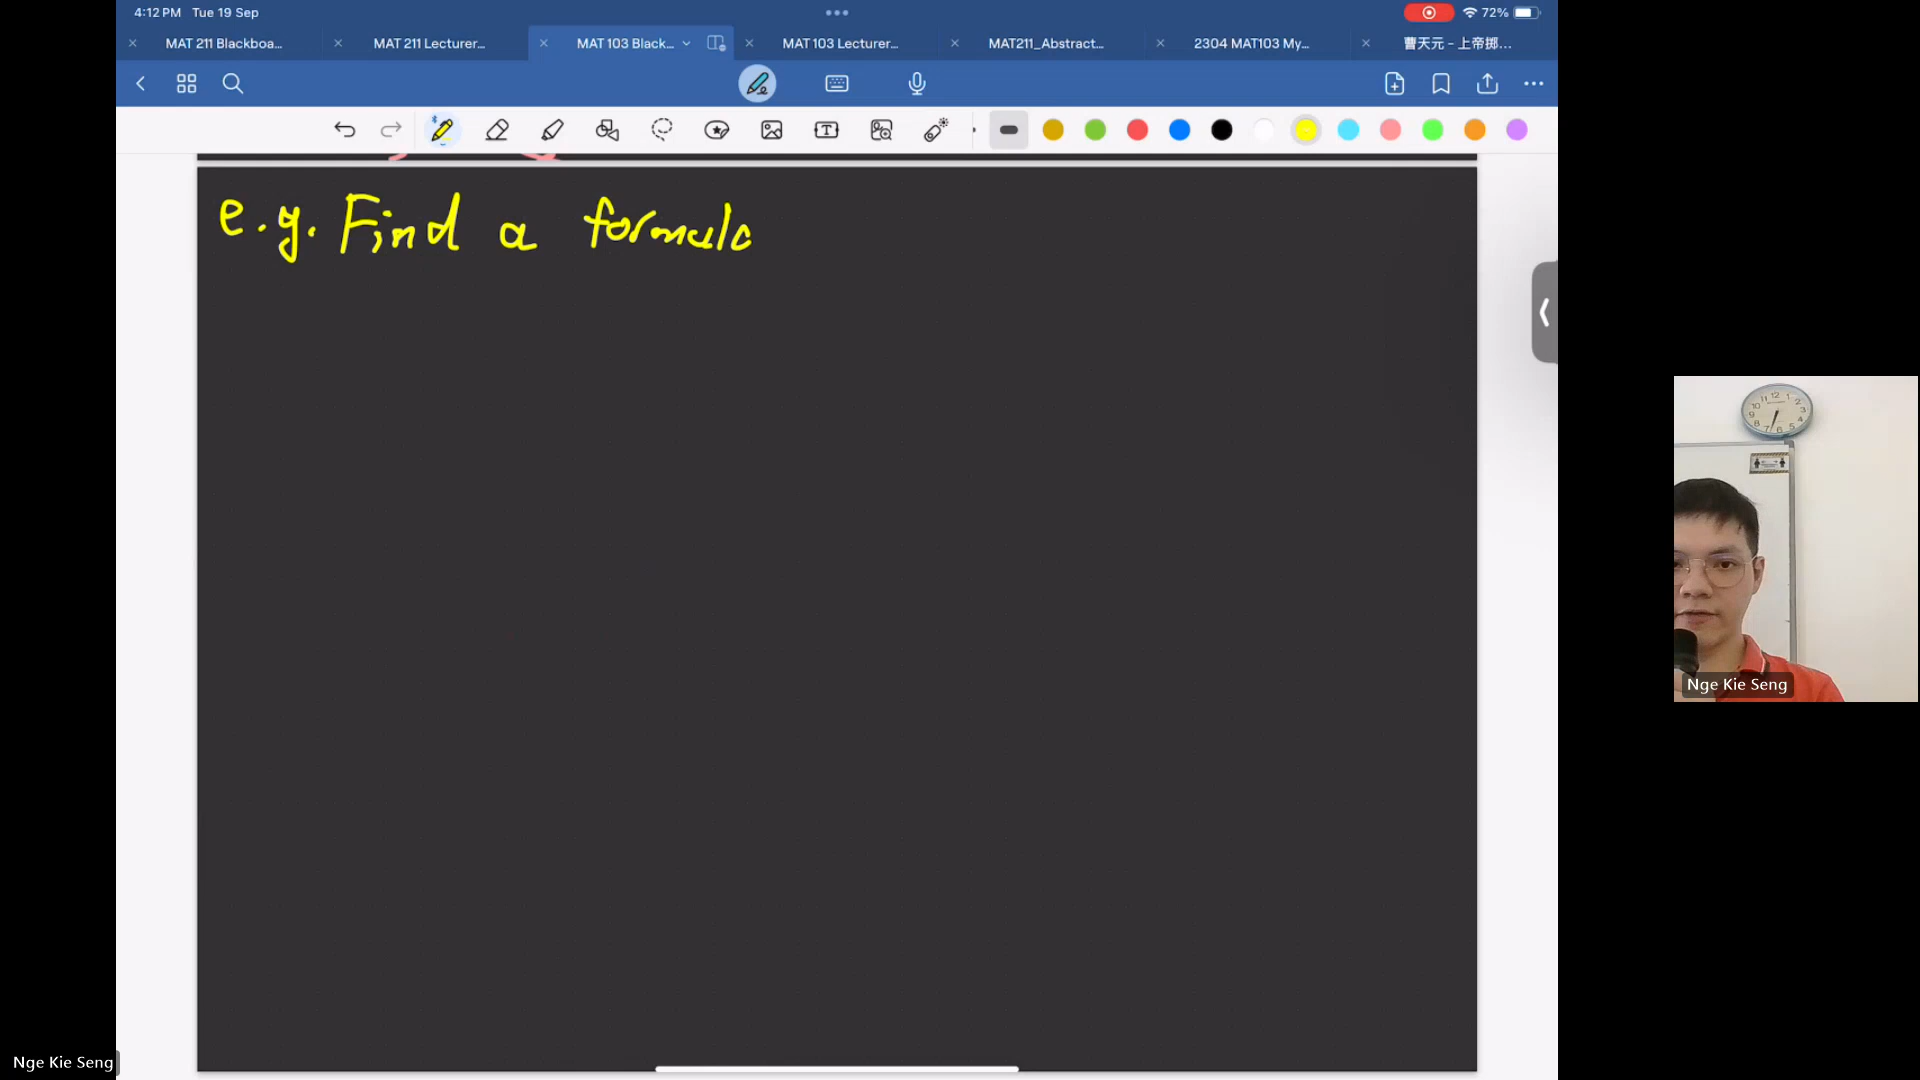 4:12 PM Tue 19 Sep
72%
MAT 211 Blackboa...
MAT 211 Lecturer...
MAT 103 Black...
MAT 103 Lecturer...
MAT211_Abstract...
2304 MAT103 My...
曹天元 - 上帝掷...
e.g. Find a formula
Nge Kie Seng
Nge Kie Seng